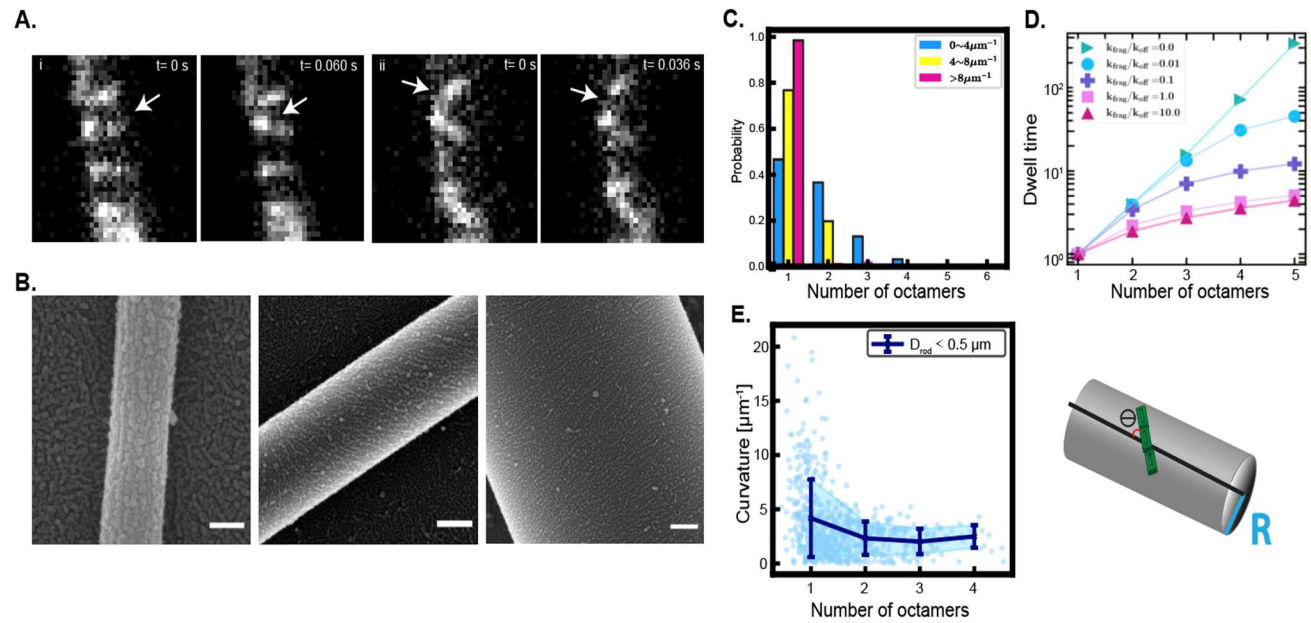 A.
i
t= 0 s
t= 0.060 s
ii
t= 0 s
t= 0.036 s
B.
C.
Probability
1.0
0.8
0.6
0.4
0.2
0.0
0~4μm⁻¹
4~8μm⁻¹
>8μm⁻¹
1 2 3 4 5 6
Number of octamers
D.
Dwell time
10²
10¹
10⁰
k_frag/k_off =0.0
k_frag/k_off =0.01
k_frag/k_off =0.1
k_frag/k_off =1.0
k_frag/k_off =10.0
1 2 3 4 5
Number of octamers
E.
Curvature [μm⁻¹]
20
15
10
5
0
D_rod < 0.5 μm
1 2 3 4
Number of octamers
Θ
R